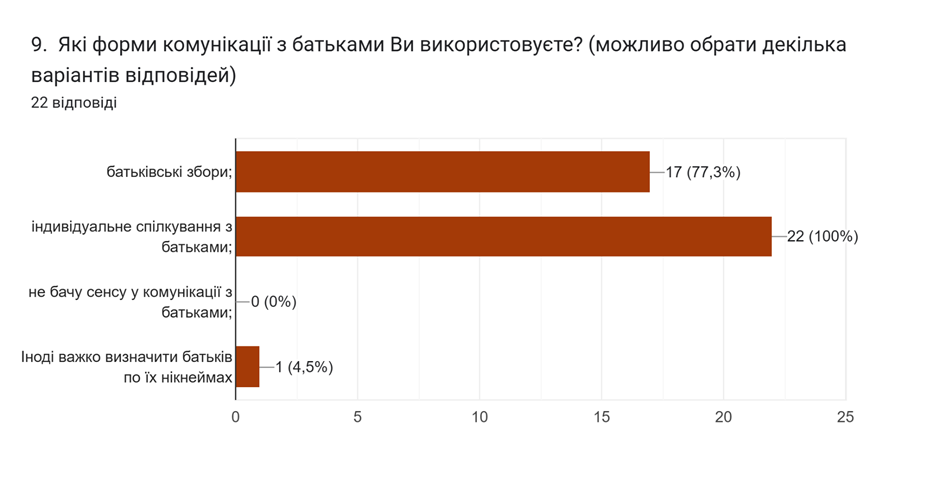 9. Які форми комунікації з батьками Ви використовуєте? (можливо обрати декілька
варіантів відповідей)
22 відповіді
батьківські збори;
17 (77,3%)
індивідуальне спілкування з
батьками;
22 (100%)
не бачу сенсу у комунікації з
батьками;
0 (0%)
Іноді важко визначити батьків
по їх нікнеймах
1 (4,5%)
0 5 10 15 20 25